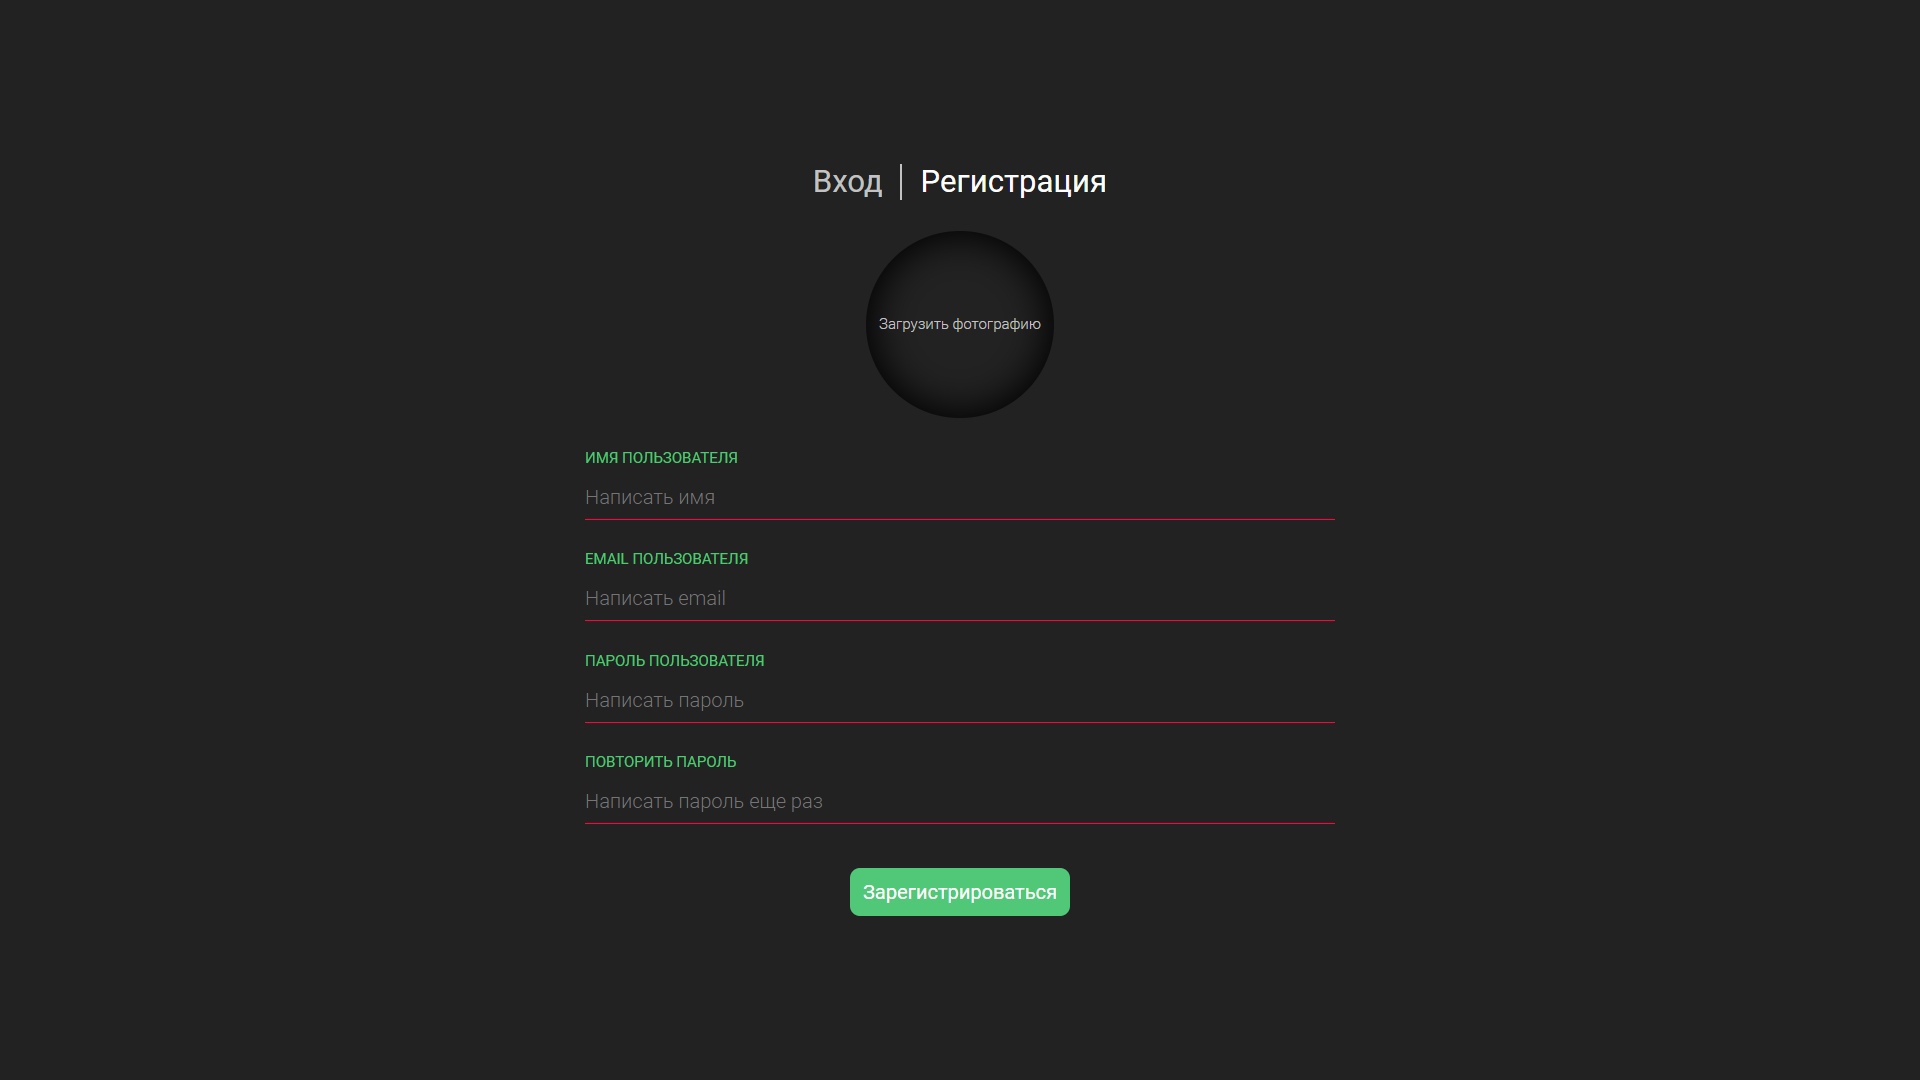 Вход | Регистрация
Загрузить фотографию
ИМЯ ПОЛЬЗОВАТЕЛЯ
Написать имя
EMAIL ПОЛЬЗОВАТЕЛЯ
Написать email
ПАРОЛЬ ПОЛЬЗОВАТЕЛЯ
Написать пароль
ПОВТОРИТЬ ПАРОЛЬ
Написать пароль еще раз
Зарегистрироваться